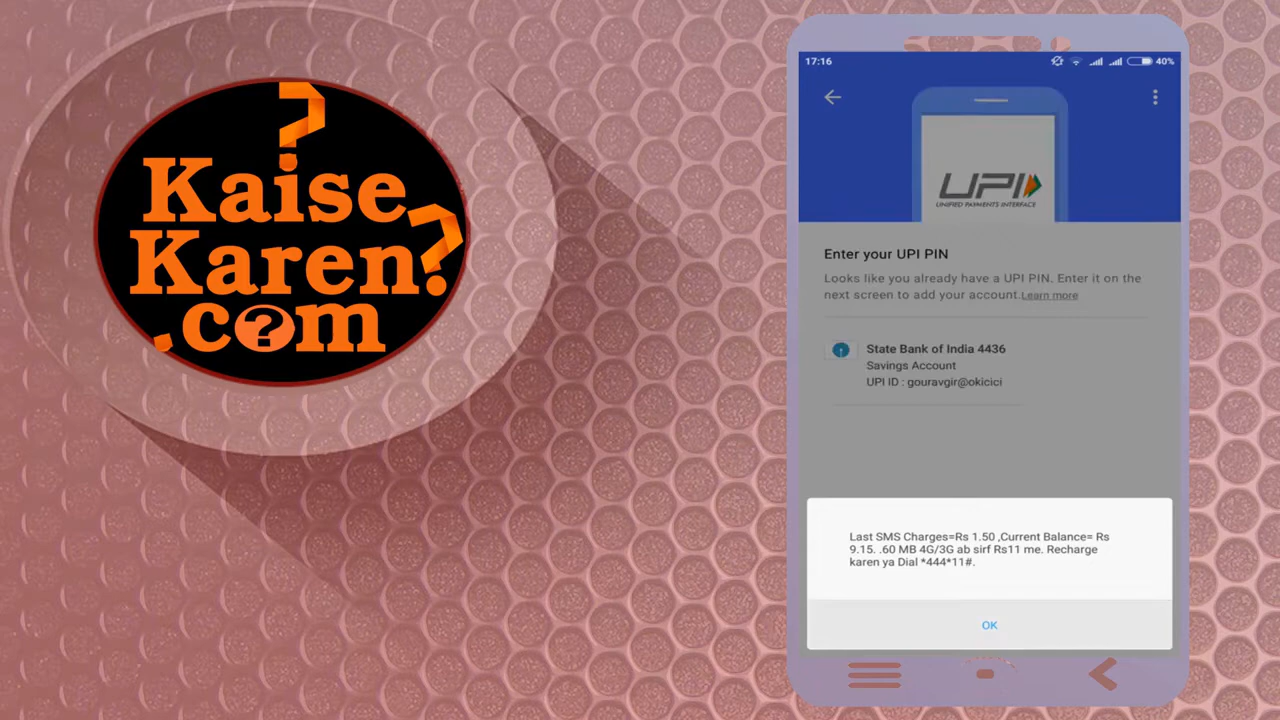 ?
Kaise
Karen?
.c?m
17:16
40%
UPI
UNIFIED PAYMENTS INTERFACE
Enter your UPI PIN
Looks like you already have a UPI PIN. Enter it on the
next screen to add your account.Learn more
State Bank of India 4436
Savings Account
UPI ID : gouravgir@okicici
Last SMS Charges=Rs 1.50 ,Current Balance= Rs
9.15. .60 MB 4G/3G ab sirf Rs11 me. Recharge
karen ya Dial *444*11#.
OK